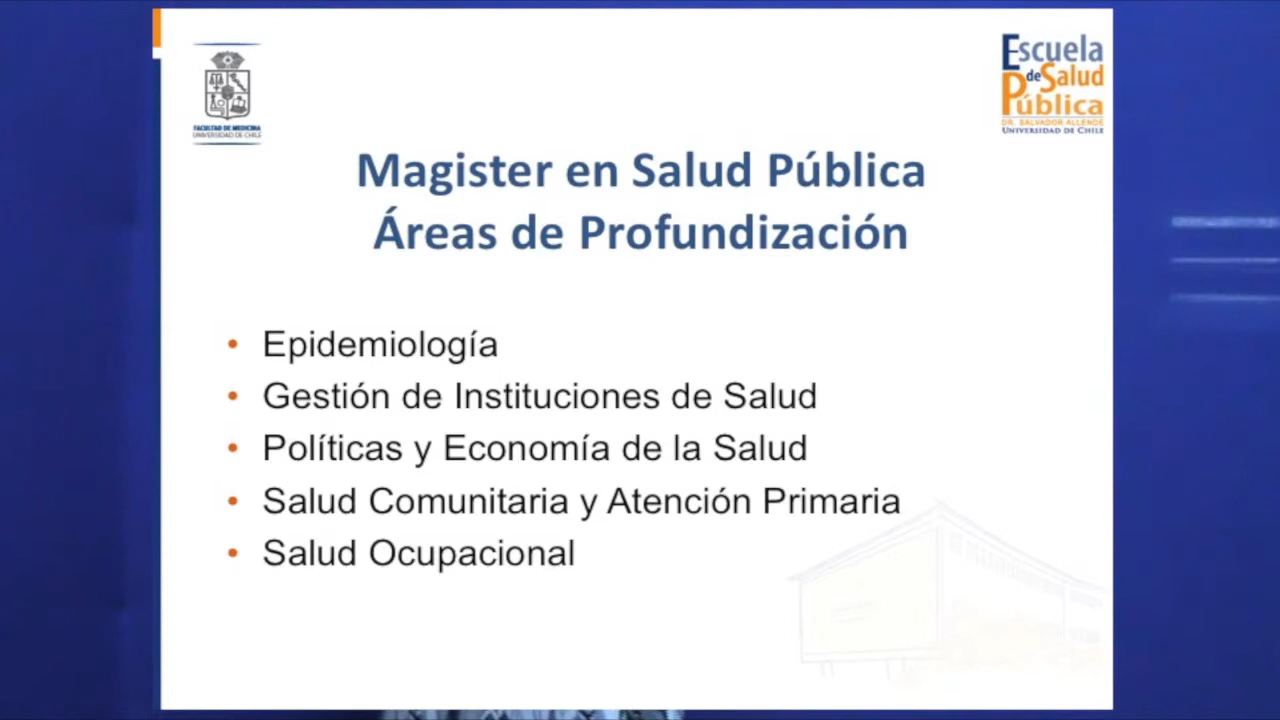 FACULTAD DE MEDICINA
UNIVERSIDAD DE CHILE
Escuela
de Salud
Pública
DR. SALVADOR ALLENDE
UNIVERSIDAD DE CHILE
Magister en Salud Pública
Áreas de Profundización
• Epidemiología
• Gestión de Instituciones de Salud
• Políticas y Economía de la Salud
• Salud Comunitaria y Atención Primaria
• Salud Ocupacional